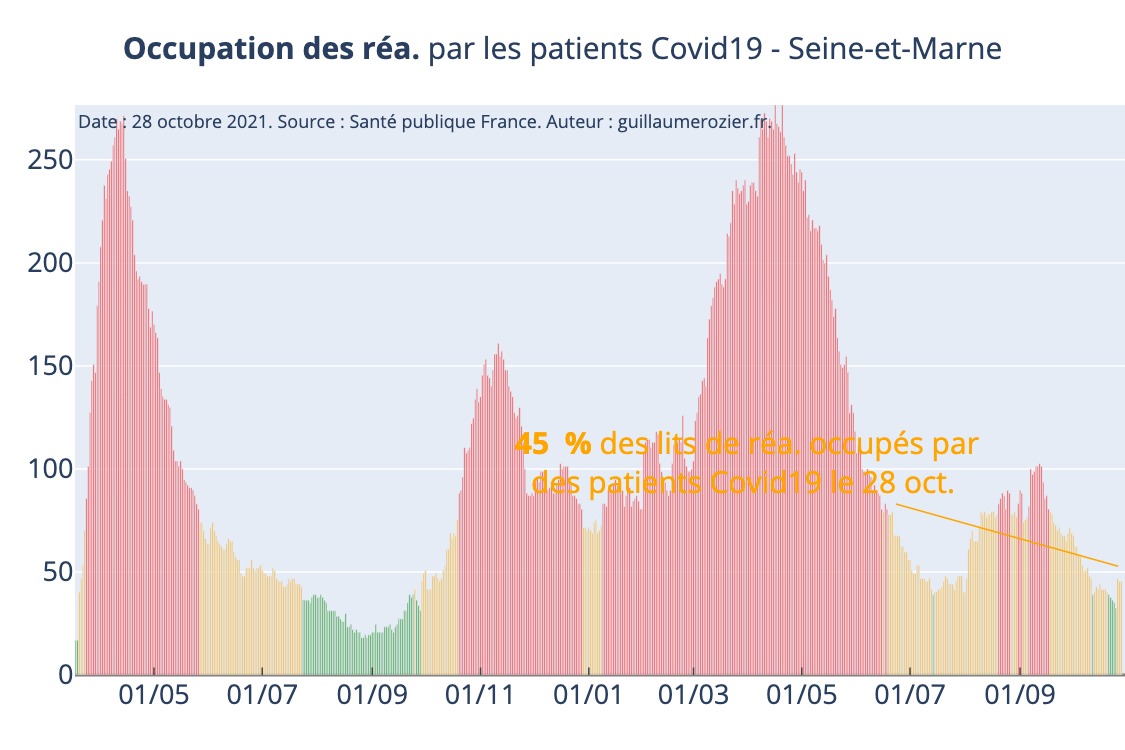 Occupation des réa. par les patients Covid19 - Seine-et-Marne
Date : 28 octobre 2021. Source : Santé publique France. Auteur : guillaumerozier.fr.
250
200
150
100
50
0
45 % des lits de réa. occupés par
des patients Covid19 le 28 oct.
01/05 01/07 01/09 01/11 01/01 01/03 01/05 01/07 01/09